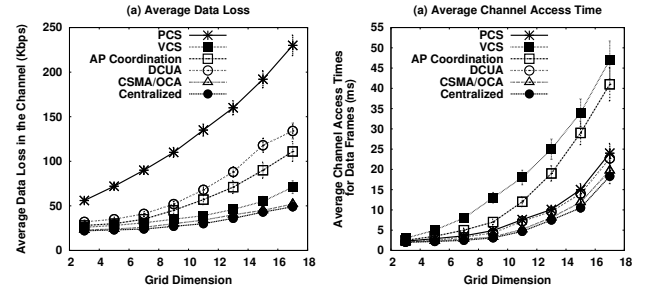 (a) Average Data Loss
Average Data Loss in the Channel (Kbps)
250
200
150
100
50
0
PCS
VCS
AP Coordination
DCUA
CSMA/OCA
Centralized
2 4 6 8 10 12 14 16 18
Grid Dimension
(a) Average Channel Access Time
Average Channel Access Times
for Data Frames (ms)
55
50
45
40
35
30
25
20
15
10
5
0
PCS
VCS
AP Coordination
DCUA
CSMA/OCA
Centralized
2 4 6 8 10 12 14 16 18
Grid Dimension